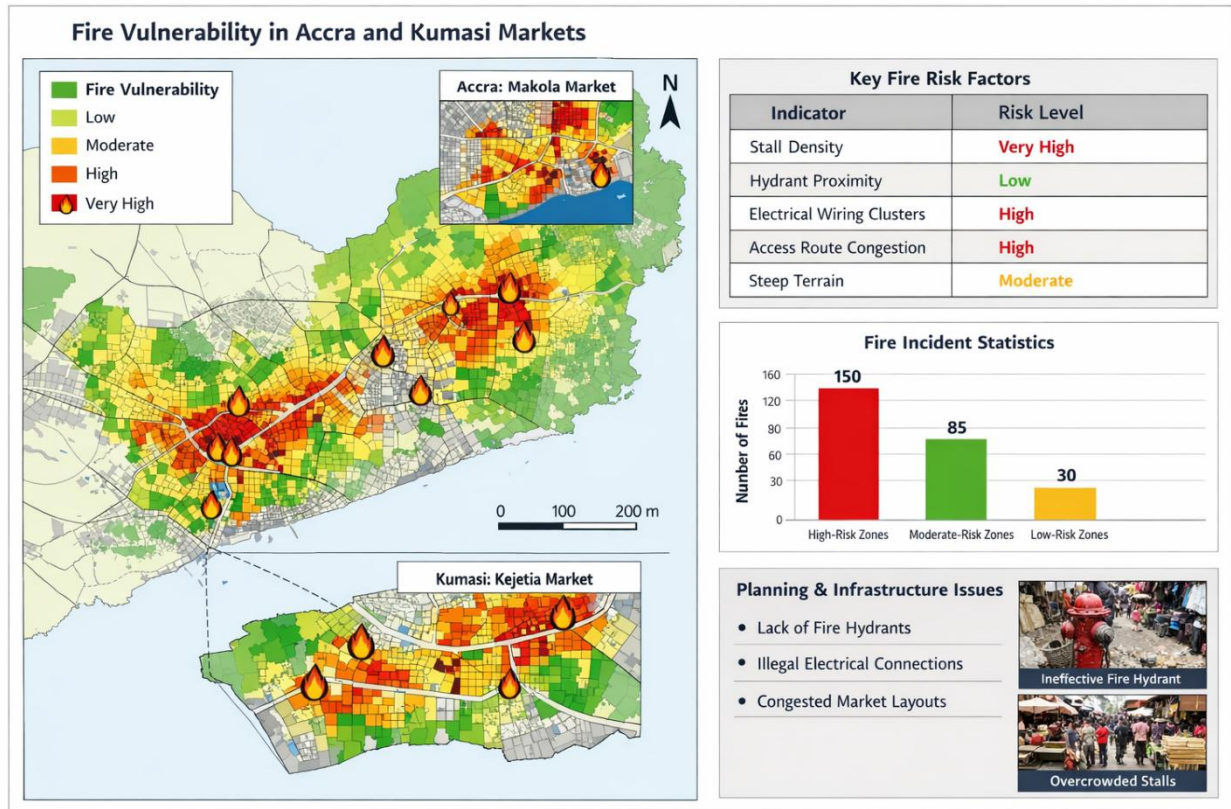 Fire Vulnerability in Accra and Kumasi Markets
Fire Vulnerability
Low
Moderate
High
Very High
Accra: Makola Market
N
0 100 200 m
Kumasi: Kejetia Market
Key Fire Risk Factors
Indicator Risk Level
Stall Density Very High
Hydrant Proximity Low
Electrical Wiring Clusters High
Access Route Congestion High
Steep Terrain Moderate
Fire Incident Statistics
Number of Fires
160
120
80
60
30
0
150
85
30
High-Risk Zones Moderate-Risk Zones Low-Risk Zones
Planning & Infrastructure Issues
• Lack of Fire Hydrants
• Illegal Electrical Connections
• Congested Market Layouts
Ineffective Fire Hydrant
Overcrowded Stalls